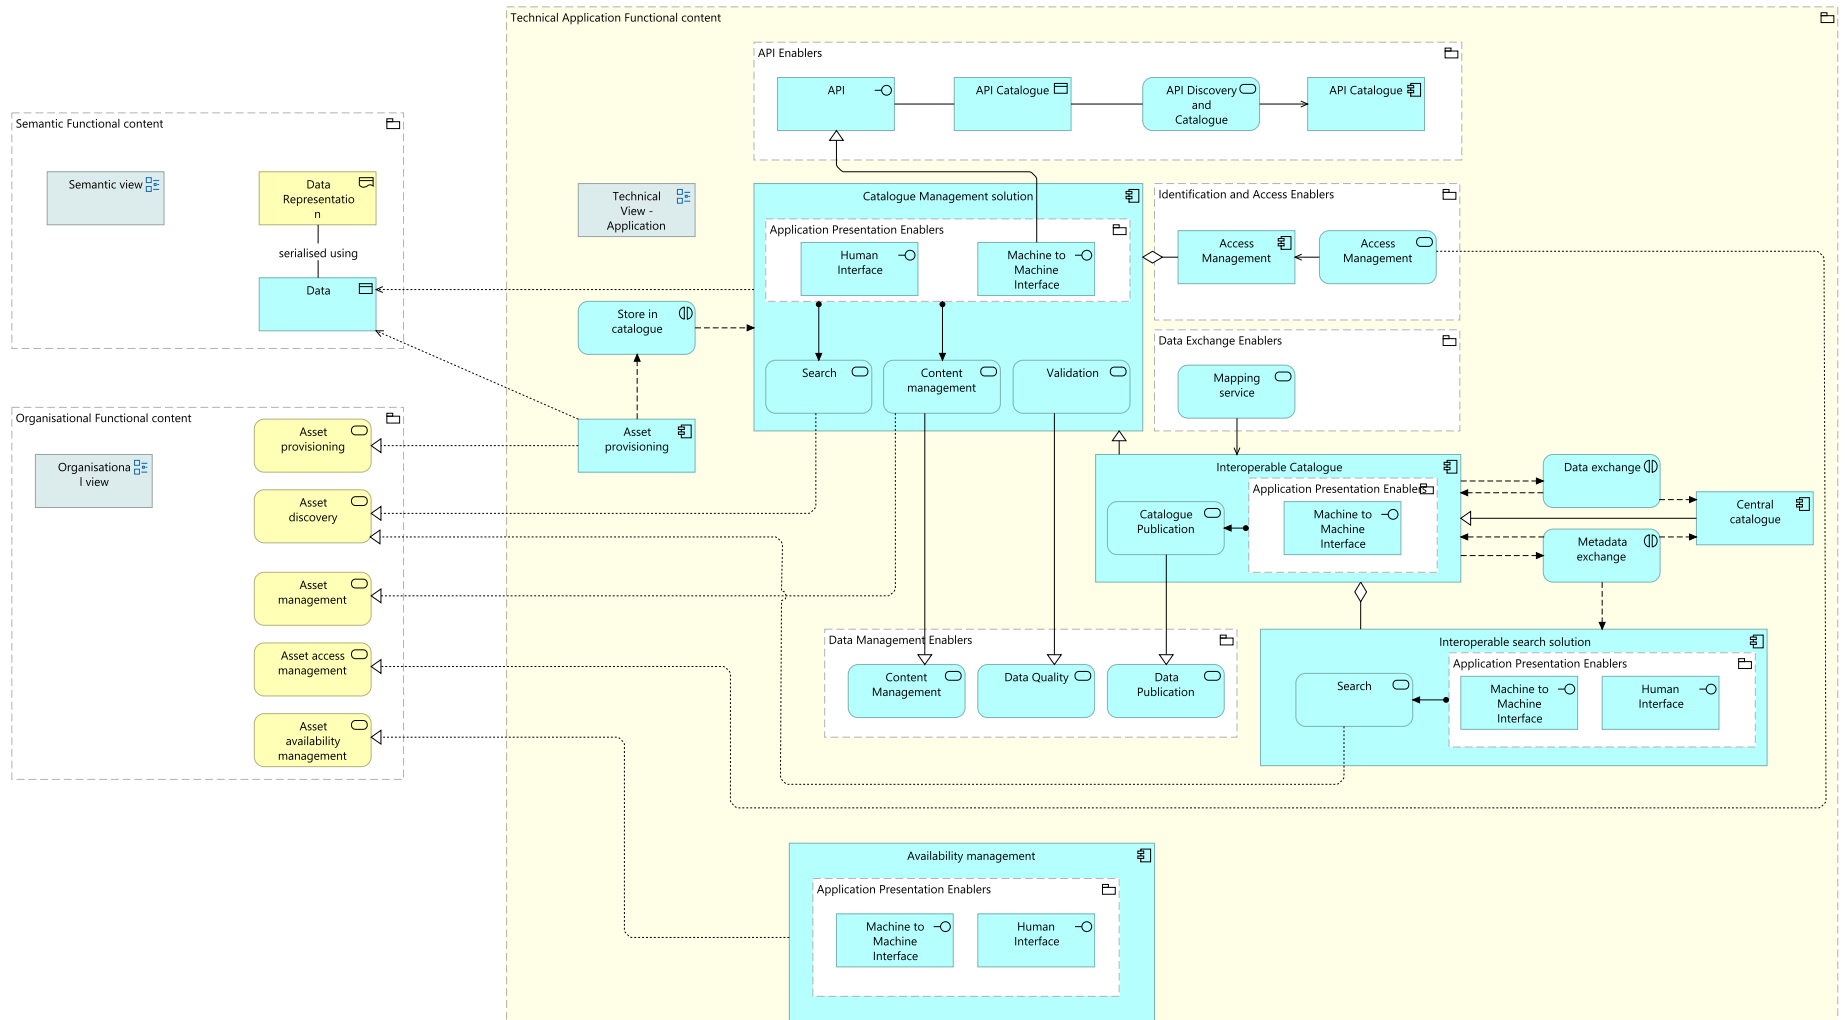 Technical Application Functional content
API Enablers
API
API Catalogue
API Discovery
and
Catalogue
API Catalogue
Semantic Functional content
Semantic view
Data
Representatio
n
serialised using
Data
Technical
View -
Application
Catalogue Management solution
Application Presentation Enablers
Human
Interface
Machine to
Machine
Interface
Identification and Access Enablers
Access
Management
Access
Management
Store in
catalogue
Search
Content
management
Validation
Data Exchange Enablers
Mapping
service
Organisational Functional content
Organisationa
l view
Asset
provisioning
Asset
discovery
Asset
management
Asset access
management
Asset
availability
management
Asset
provisioning
Interoperable Catalogue
Application Presentation Enablers
Catalogue
Publication
Machine to
Machine
Interface
Data exchange
Metadata
exchange
Central
catalogue
Data Management Enablers
Content
Management
Data Quality
Data
Publication
Interoperable search solution
Application Presentation Enablers
Search
Machine to
Machine
Interface
Human
Interface
Availability management
Application Presentation Enablers
Machine to
Machine
Interface
Human
Interface